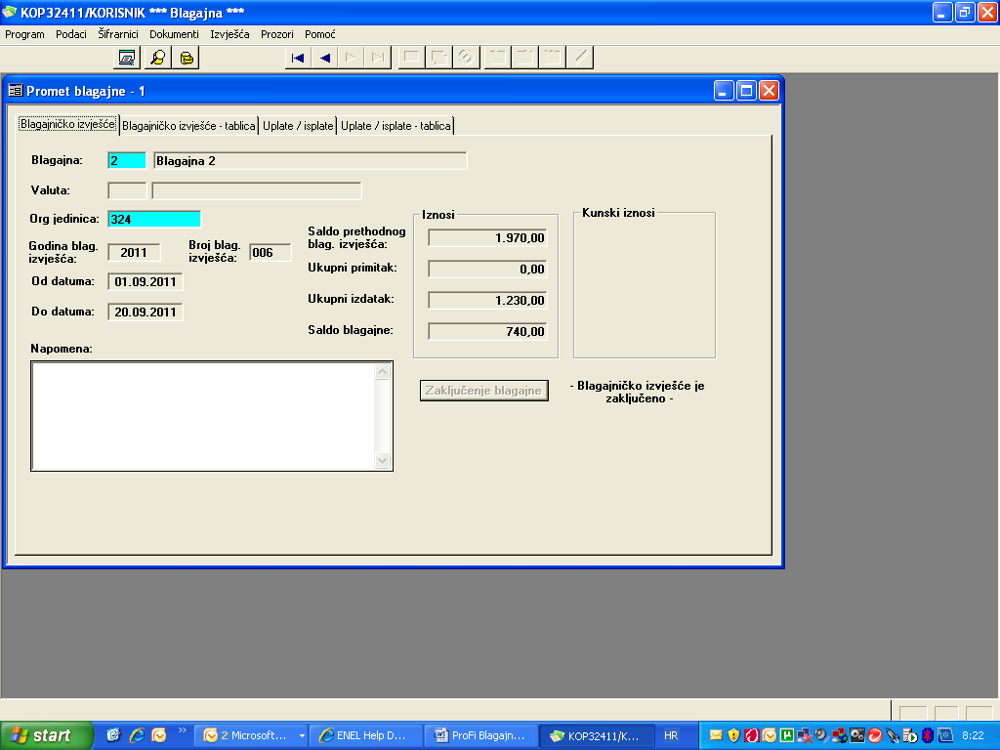 KOP32411/KORISNIK *** Blagajna ***
Program Podaci Šifrarnici Dokumenti Izvješća Prozori Pomoć
Promet blagajne - 1
Blagajničko izvješće Blagajničko izvješće - tablica Uplate / isplate Uplate / isplate - tablica
Blagajna: 2 Blagajna 2
Valuta:
Org jedinica: 324
Godina blag. izvješća: 2011 Broj blag. izvješća: 006
Od datuma: 01.09.2011
Do datuma: 20.09.2011
Napomena:
Iznosi
Saldo prethodnog blag. izvješća: 1.970,00
Ukupni primitak: 0,00
Ukupni izdatak: 1.230,00
Saldo blagajne: 740,00
Kunski iznosi
Zaključenje blagajne
- Blagajničko izvješće je
zaključeno -
start 2 Microsoft... ENEL Help D... ProFi Blagajn... KOP32411/K... HR 8:22